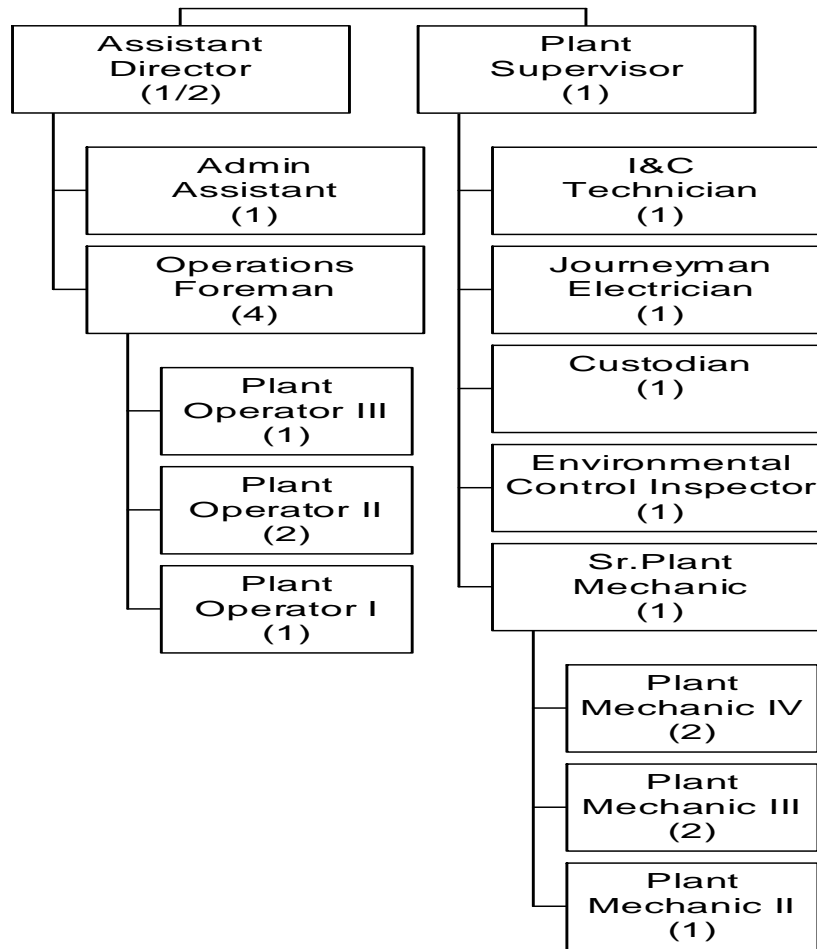 Assistant
Director
(1/2)
Admin
Assistant
(1)
Operations
Foreman
(4)
Plant
Operator III
(1)
Plant
Operator II
(2)
Plant
Operator I
(1)
Plant
Supervisor
(1)
I&C
Technician
(1)
Journeyman
Electrician
(1)
Custodian
(1)
Environmental
Control Inspector
(1)
Sr.Plant
Mechanic
(1)
Plant
Mechanic IV
(2)
Plant
Mechanic III
(2)
Plant
Mechanic II
(1)